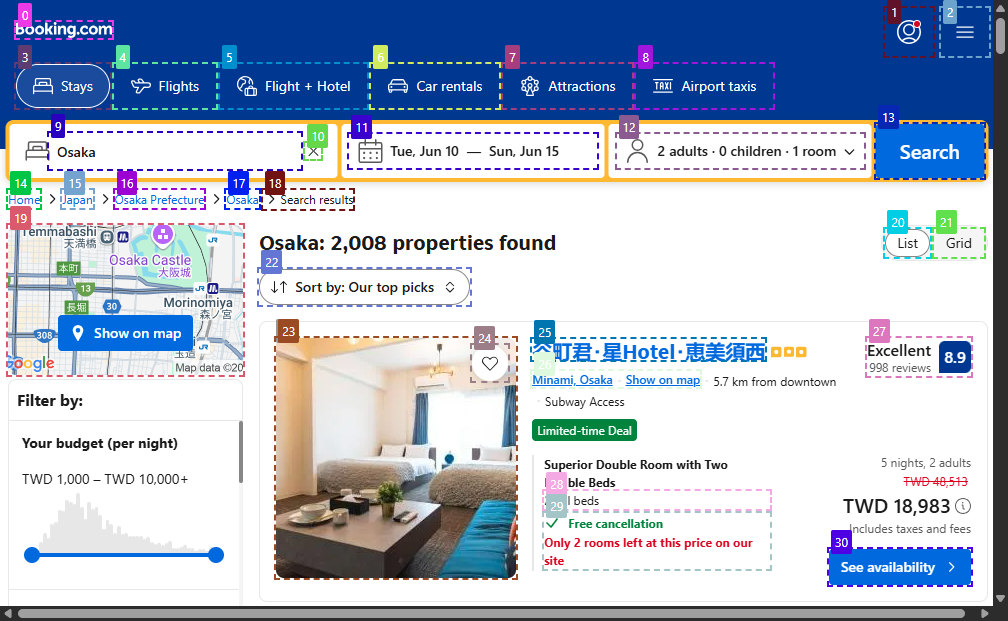 0
booking.com
1
2
3
Stays
4
Flights
5
Flight + Hotel
6
Car rentals
7
Attractions
8
TAXI
Airport taxis
9
Osaka
10
11
Tue, Jun 10 — Sun, Jun 15
12
2 adults · 0 children · 1 room
13
Search
14
Home
15
Japan
16
Osaka Prefecture
17
Osaka
18
Search results
19
Temmabashi
天満橋
JR
Osaka Castle
大阪城
本町
13
30
JR
Morinomiya
森ノ宮
長堀
308
Show on map
玉造
JR
Google
Map data ©20
Osaka: 2,008 properties found
20
List
21
Grid
22
Sort by: Our top picks
Filter by:
Your budget (per night)
TWD 1,000 – TWD 10,000+
23
24
25
谷町君·星Hotel·恵美須西
Minami, Osaka
Show on map
5.7 km from downtown
Subway Access
Limited-time Deal
27
Excellent
998 reviews
8.9
Superior Double Room with Two
ble Beds
28
beds
29
Free cancellation
Only 2 rooms left at this price on our
site
5 nights, 2 adults
TWD 48,513
TWD 18,983
Includes taxes and fees
30
See availability